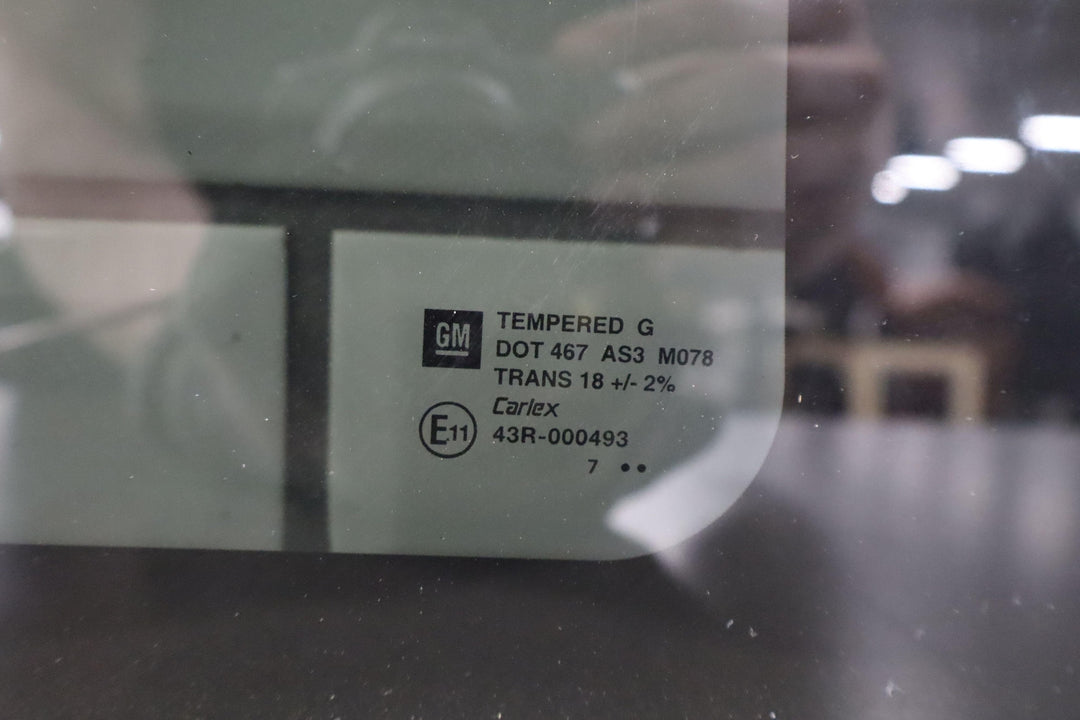 GM
TEMPERED G
DOT 467 AS3 M078
TRANS 18 +/- 2%
Carlex
E11
43R-000493
7 ••